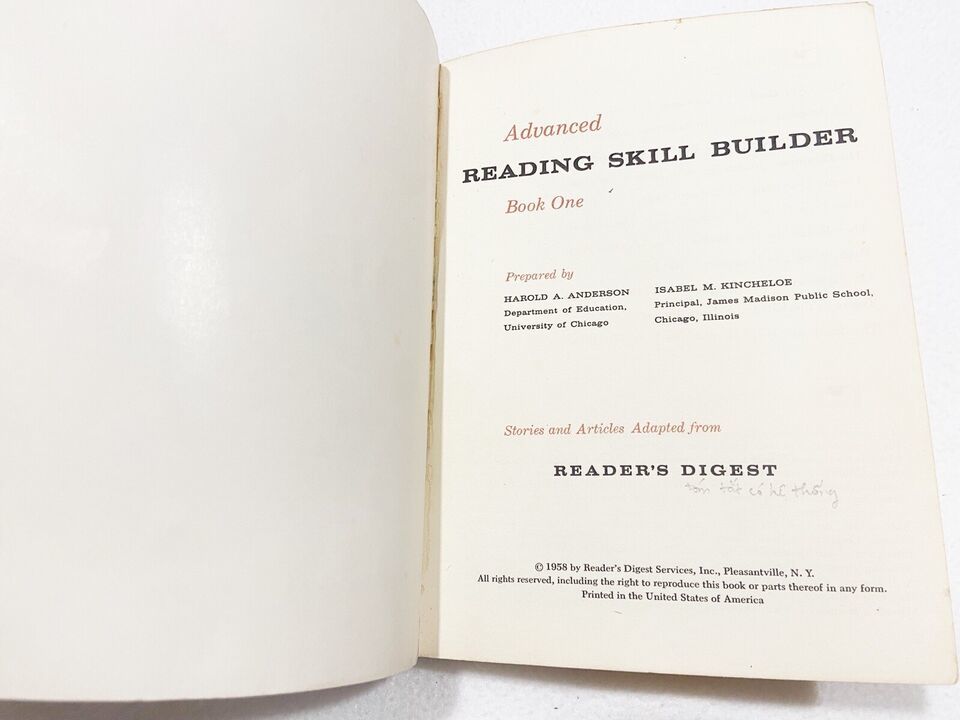 Advanced
READING SKILL BUILDER
Book One
Prepared by
HAROLD A. ANDERSON
Department of Education,
University of Chicago
ISABEL M. KINCHELOE
Principal, James Madison Public School,
Chicago, Illinois
Stories and Articles Adapted from
READER'S DIGEST
tóm tắt có hệ thống
© 1958 by Reader's Digest Services, Inc., Pleasantville, N. Y.
All rights reserved, including the right to reproduce this book or parts thereof in any form.
Printed in the United States of America